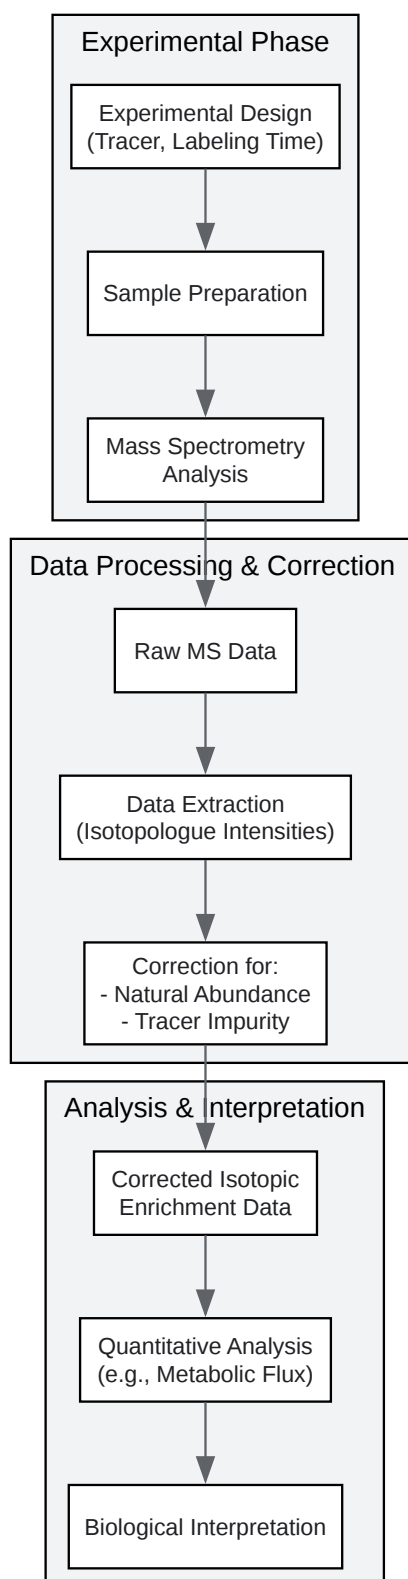 Experimental Phase
Experimental Design
(Tracer, Labeling Time)
Sample Preparation
Mass Spectrometry
Analysis
Data Processing & Correction
Raw MS Data
Data Extraction
(Isotopologue Intensities)
Correction for:
- Natural Abundance
- Tracer Impurity
Analysis & Interpretation
Corrected Isotopic
Enrichment Data
Quantitative Analysis
(e.g., Metabolic Flux)
Biological Interpretation